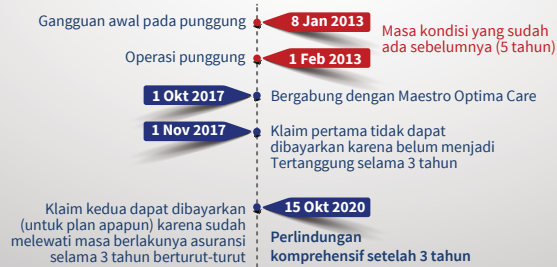 Gangguan awal pada punggung
8 Jan 2013
Masa kondisi yang sudah
ada sebelumnya (5 tahun)
Operasi punggung
1 Feb 2013
1 Okt 2017
Bergabung dengan Maestro Optima Care
1 Nov 2017
Klaim pertama tidak dapat
dibayarkan karena belum menjadi
Tertanggung selama 3 tahun
Klaim kedua dapat dibayarkan
(untuk plan apapun) karena sudah
melewati masa berlakunya asuransi
selama 3 tahun berturut-turut
15 Okt 2020
Perlindungan
komprehensif setelah 3 tahun